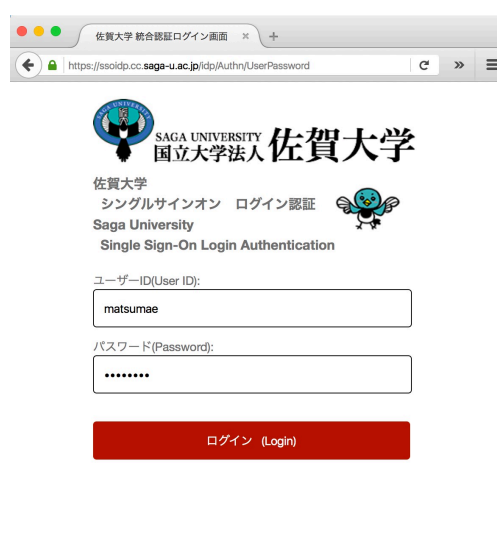 佐賀大学 統合認証ログイン画面 × +
https://ssoidp.cc.saga-u.ac.jp/idp/Authn/UserPassword
SAGA UNIVERSITY
SAGA UNIVERSITY
国立大学法人 佐賀大学
佐賀大学
シングルサインオン ログイン認証
Saga University
Single Sign-On Login Authentication
ユーザーID(User ID):
matsumae
パスワード(Password):
••••••••
ログイン (Login)